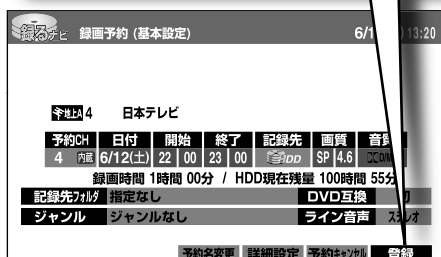 録るナビ 録画予約 (基本設定) 6/1 ) 13:20
地上A 4 日本テレビ
予約CH 日付 開始 終了 記録先 画質 音質
4 内蔵 6/12(土) 22 00 23 00 HDD SP 4.6
録画時間 1時間 00分 / HDD現在残量 100時間 55分
記録先フォルダ 指定なし DVD互換 切
ジャンル ジャンルなし ライン音声 ステレオ
予約名変更 詳細設定 予約キャンセル 登録